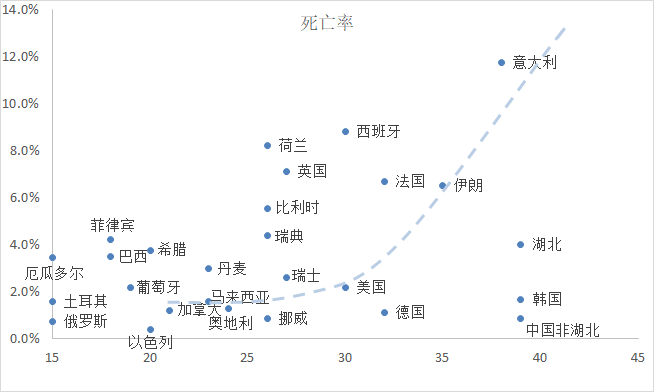 死亡率
14.0%
12.0%
10.0%
8.0%
6.0%
4.0%
2.0%
0.0%
意大利
西班牙
荷兰
英国
法国
伊朗
比利时
菲律宾
瑞典
湖北
希腊
巴西
厄瓜多尔
丹麦
瑞士
葡萄牙
美国
土耳其
马来西亚
韩国
加拿大
奥地利
德国
俄罗斯
挪威
中国非湖北
以色列
15
20
25
30
35
40
45